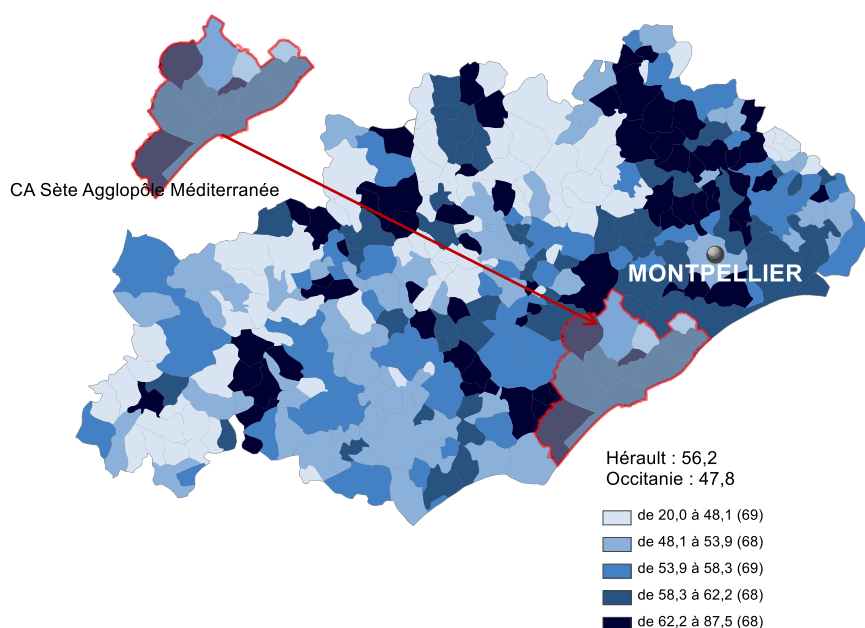 CA Sète Agglopôle Méditerranée
MONTPELLIER
Hérault : 56,2
Occitanie : 47,8
de 20,0 à 48,1 (69)
de 48,1 à 53,9 (68)
de 53,9 à 58,3 (69)
de 58,3 à 62,2 (68)
de 62,2 à 87,5 (68)